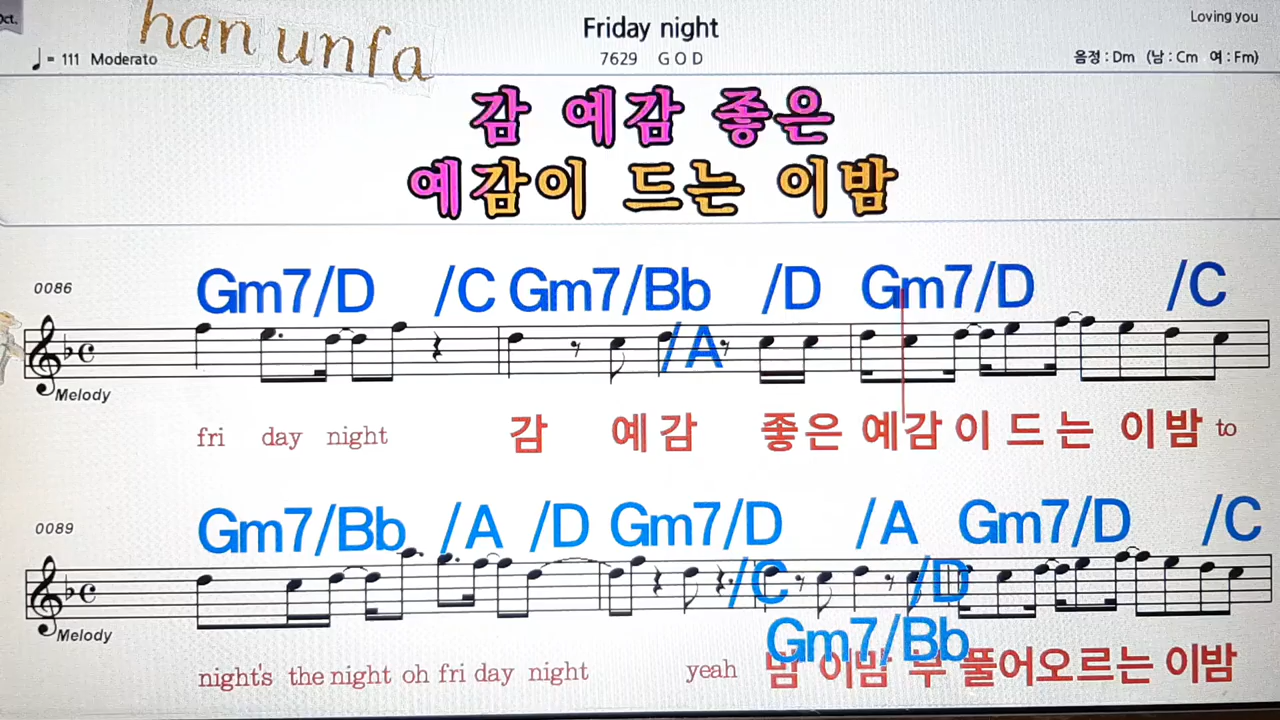 Oct.
han unfa
Friday night
Loving you
♩= 111 Moderato
7629 G O D
음정 : Dm (남 : Cm 여 : Fm)
감 예감 좋은
예감이 드는 이밤
Gm7/D /C Gm7/Bb /D Gm7/D /C
0086
/A
Melody
fri day night 감 예감 좋은 예감이 드는 이밤 to
Gm7/Bb /A /D Gm7/D /A Gm7/D /C
0089
/C /D
Melody
Gm7/Bb
night's the night oh fri day night yeah 밤 이밤 부 풀어오르는 이밤